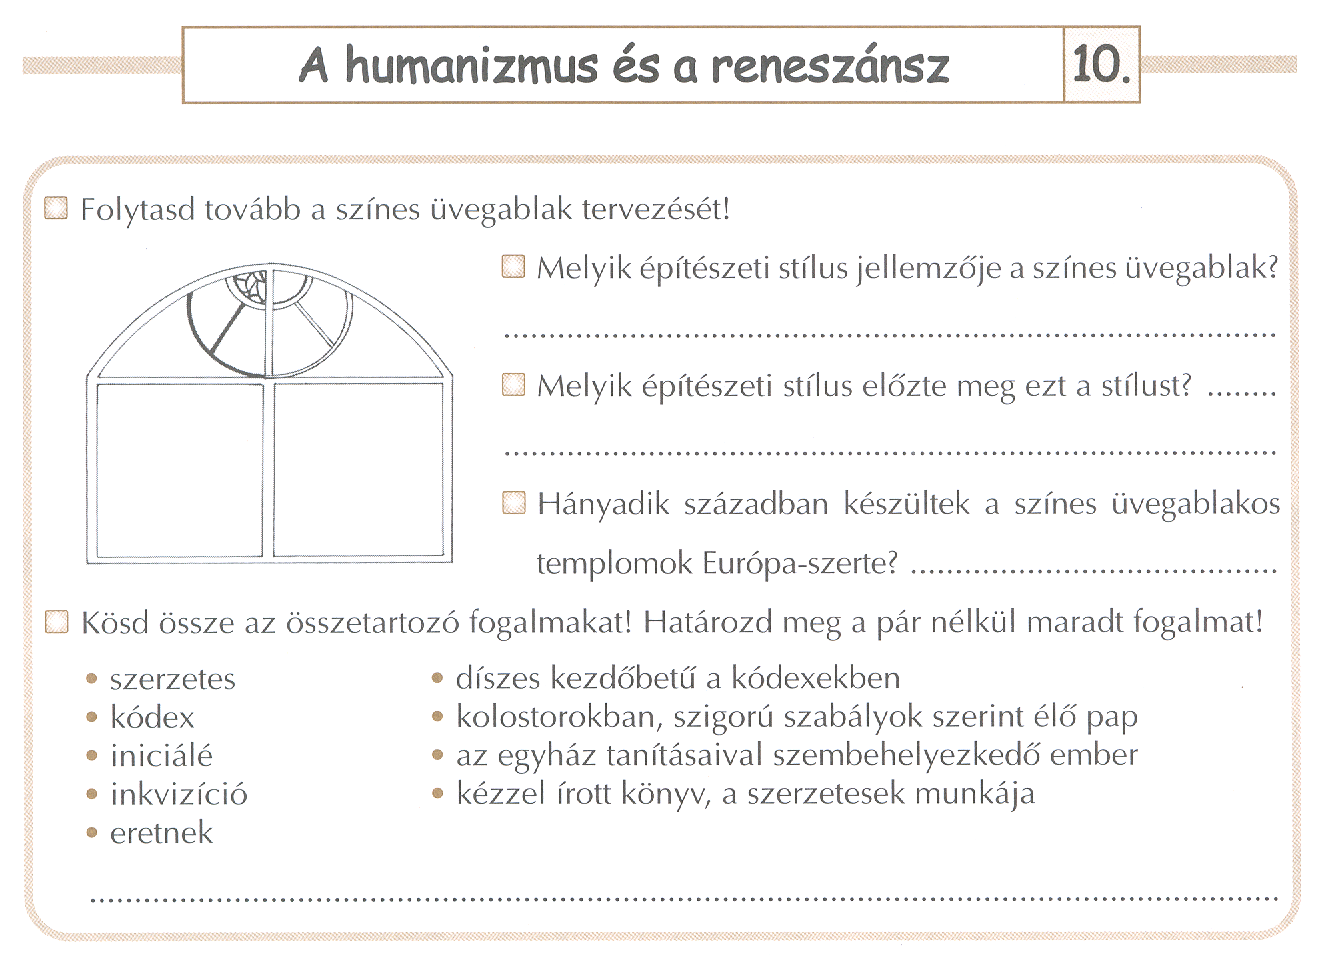 A humanizmus és a reneszánsz
10.
Folytasd tovább a színes üvegablak tervezését!
Melyik építészeti stílus jellemzője a színes üvegablak?
Melyik építészeti stílus előzte meg ezt a stílust? ........
Hányadik században készültek a színes üvegablakos
templomok Európa-szerte? ........................................
Kösd össze az összetartozó fogalmakat! Határozd meg a pár nélkül maradt fogalmat!
• szerzetes
• kódex
• iniciálé
• inkvizíció
• eretnek
• díszes kezdőbetű a kódexekben
• kolostorokban, szigorú szabályok szerint élő pap
• az egyház tanításaival szembehelyezkedő ember
• kézzel írott könyv, a szerzetesek munkája